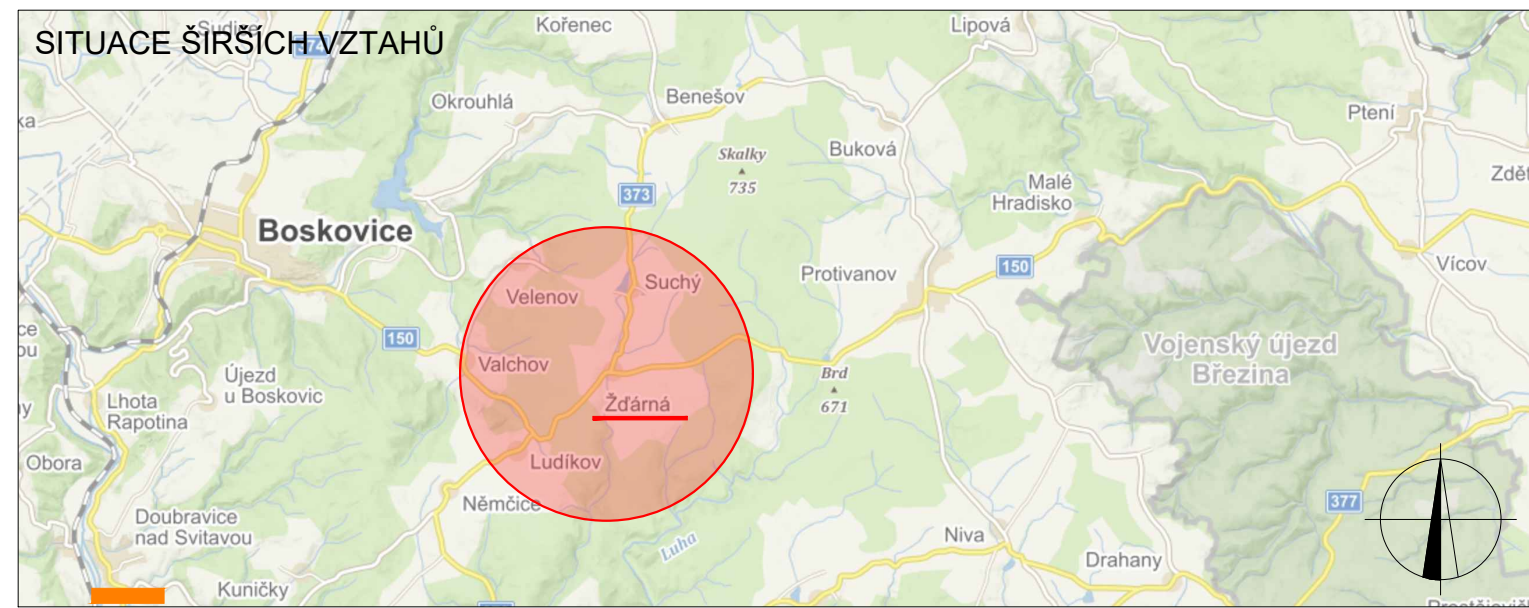 SITUACE ŠIRŠÍCH VZTAHŮ
Kořenec
Lipová
Okrouhlá
Benešov
Ptení
Skalky
735
Buková
373
Malé
Hradisko
Boskovice
150
Protivanov
Vícov
Velenov
Suchý
150
Vojenský újezd
Březina
Valchov
Újezd
u Boskovic
Brd
671
Lhota
Rapotina
Žďárná
Obora
Ludíkov
Němčice
377
Doubravice
nad Svitavou
Luha
Niva
Drahany
Kuničky